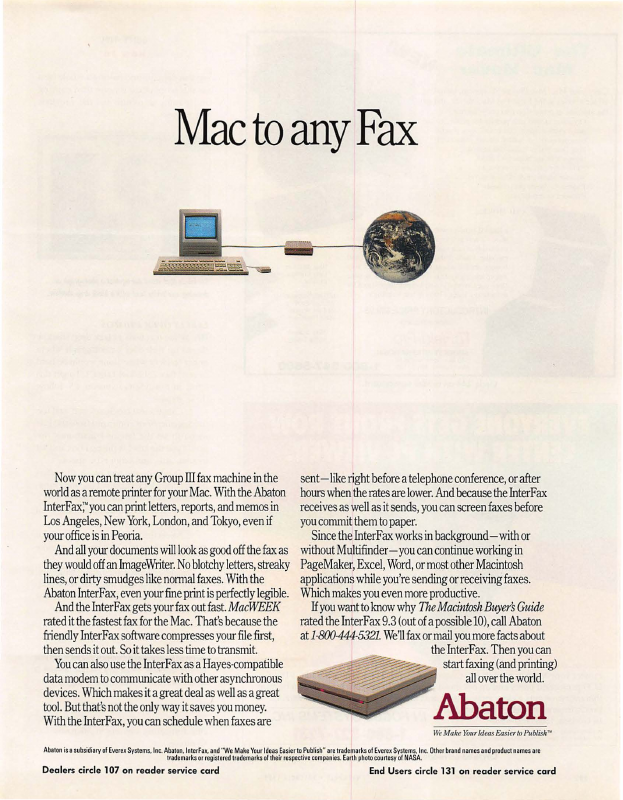 Mac to any Fax
Now you can treat any Group III fax machine in the
world as a remote printer for your Mac. With the Abaton
InterFax,™ you can print letters, reports, and memos in
Los Angeles, New York, London, and Tokyo, even if
your office is in Peoria.
And all your documents will look as good off the fax as
they would off an ImageWriter. No blotchy letters, streaky
lines, or dirty smudges like normal faxes. With the
Abaton InterFax, even your fine print is perfectly legible.
And the InterFax gets your fax out fast. MacWEEK
rated it the fastest fax for the Mac. That's because the
friendly InterFax software compresses your file first,
then sends it out. So it takes less time to transmit.
You can also use the InterFax as a Hayes-compatible
data modem to communicate with other asynchronous
devices. Which makes it a great deal as well as a great
tool. But that's not the only way it saves you money.
With the InterFax, you can schedule when faxes are
sent—like right before a telephone conference, or after
hours when the rates are lower. And because the InterFax
receives as well as it sends, you can screen faxes before
you commit them to paper.
Since the InterFax works in background—with or
without Multifinder—you can continue working in
PageMaker, Excel, Word, or most other Macintosh
applications while you're sending or receiving faxes.
Which makes you even more productive.
If you want to know why The Macintosh Buyer's Guide
rated the InterFax 9.3 (out of a possible 10), call Abaton
at 1-800-444-5321. We'll fax or mail you more facts about
the InterFax. Then you can
start faxing (and printing)
all over the world.
Abaton
We Make Your Ideas Easier to Publish™
Abaton is a subsidiary of Everex Systems, Inc. Abaton, InterFax, and "We Make Your Ideas Easier to Publish" are trademarks of Everex Systems, Inc. Other brand names and product names are
trademarks or registered trademarks of their respective companies. Earth photo courtesy of NASA.
Dealers circle 107 on reader service card
End Users circle 131 on reader service card